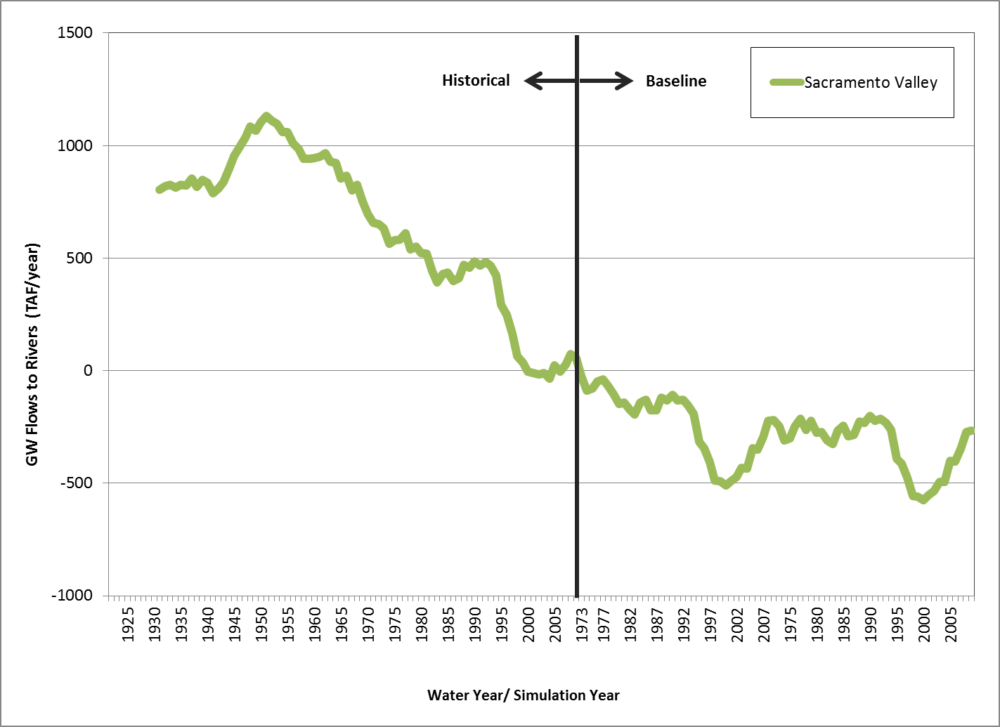 1500
1000
500
0
-500
-1000
GW Flows to Rivers (TAF/year)
Historical
Baseline
Sacramento Valley
1925 1930 1935 1940 1945 1950 1955 1960 1965 1970 1975 1980 1985 1990 1995 2000 2005 1973 1977 1982 1987 1992 1997 2002 2007 1975 1980 1985 1990 1995 2000 2005
Water Year/ Simulation Year